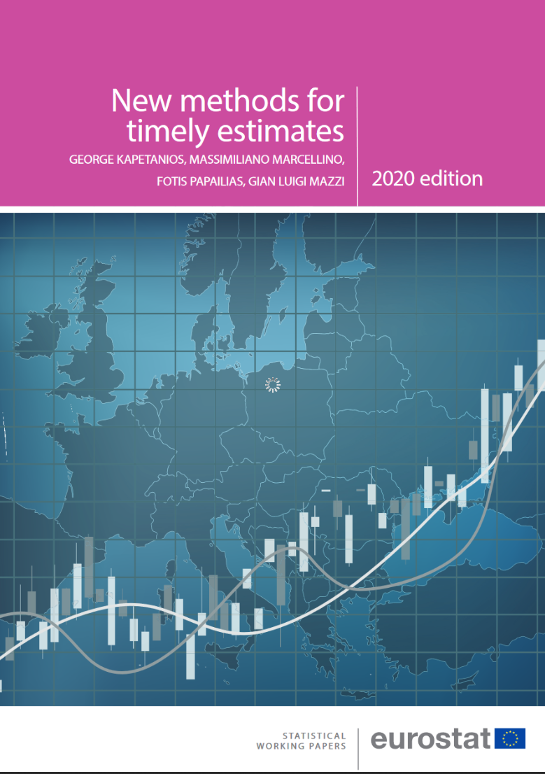 New methods for
timely estimates
GEORGE KAPETANIOS, MASSIMILIANO MARCELLINO,
FOTIS PAPAILIAS, GIAN LUIGI MAZZI
2020 edition
STATISTICAL
WORKING PAPERS
eurostat